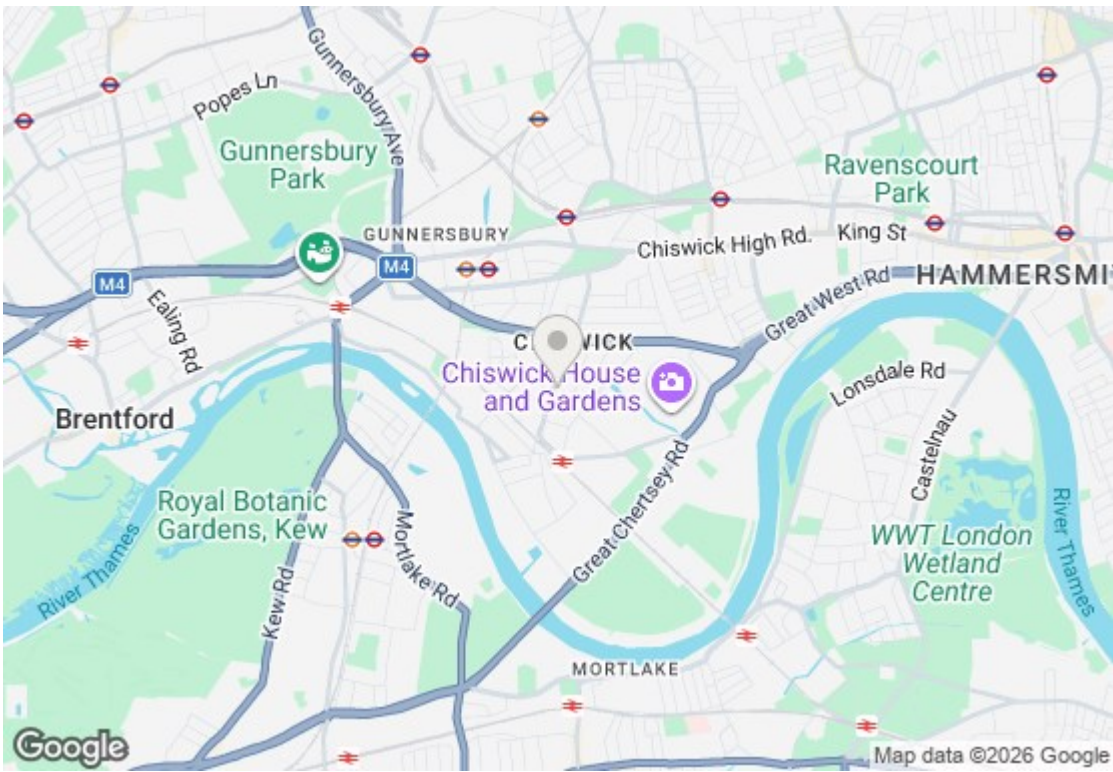 Popes Ln
Gunnersbury Ave
Gunnersbury
Park
Ravenscourt
Park
GUNNERSBURY
Chiswick High Rd.
King St
M4
M4
Great West Rd
HAMMERSMI
Ealing Rd
Chiswick House
and Gardens
Lonsdale Rd
Brentford
Castelnau
Royal Botanic
Gardens, Kew
Mortlake Rd
Great Chertsey Rd
River Thames
Kew Rd
WWT London
Wetland
Centre
River Thames
MORTLAKE
Google
Map data ©2026 Google